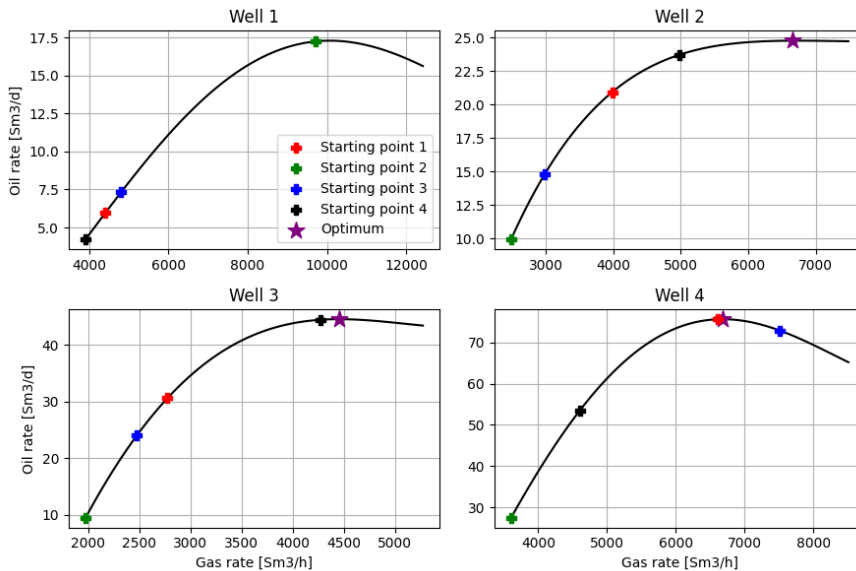 Well 1
Well 2
Oil rate [Sm3/d]
17.5
15.0
12.5
10.0
7.5
5.0
4000 6000 8000 10000 12000
Starting point 1
Starting point 2
Starting point 3
Starting point 4
Optimum
25.0
22.5
20.0
17.5
15.0
12.5
10.0
3000 4000 5000 6000 7000
Well 3
Well 4
Oil rate [Sm3/d]
40
30
20
10
2000 2500 3000 3500 4000 4500 5000
Gas rate [Sm3/h]
70
60
50
40
30
4000 5000 6000 7000 8000
Gas rate [Sm3/h]